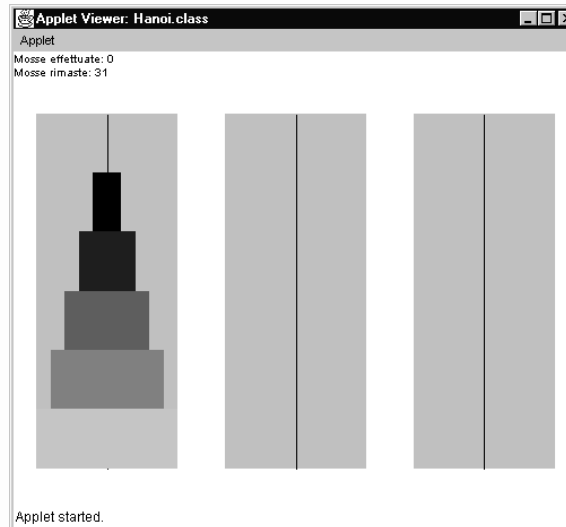 Applet Viewer: Hanoi.class
Applet
Mosse effettuate: 0
Mosse rimaste: 31
Applet started.